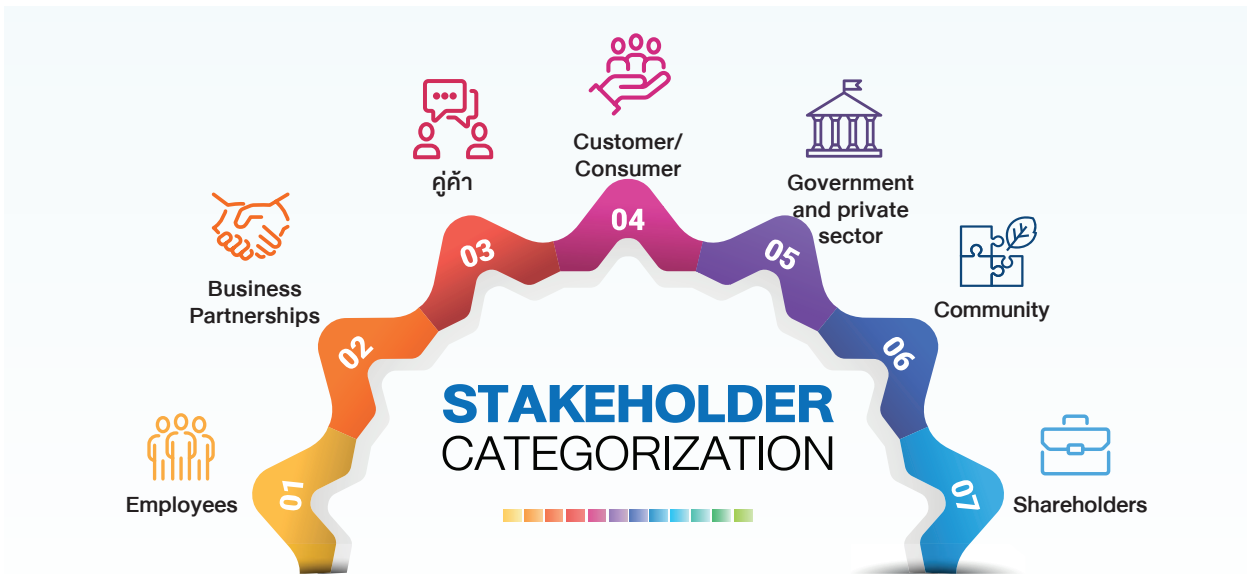 01
Employees
02
Business
Partnerships
03
คู่ค้า
04
Customer/
Consumer
05
Government
and private
sector
06
Community
07
Shareholders
STAKEHOLDER
CATEGORIZATION